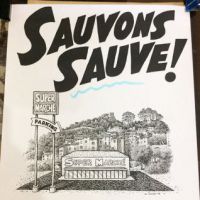 SAUVONS
SAUVE!
SUPER
MARCHÉ
PARKING
SUPER MARCHÉ